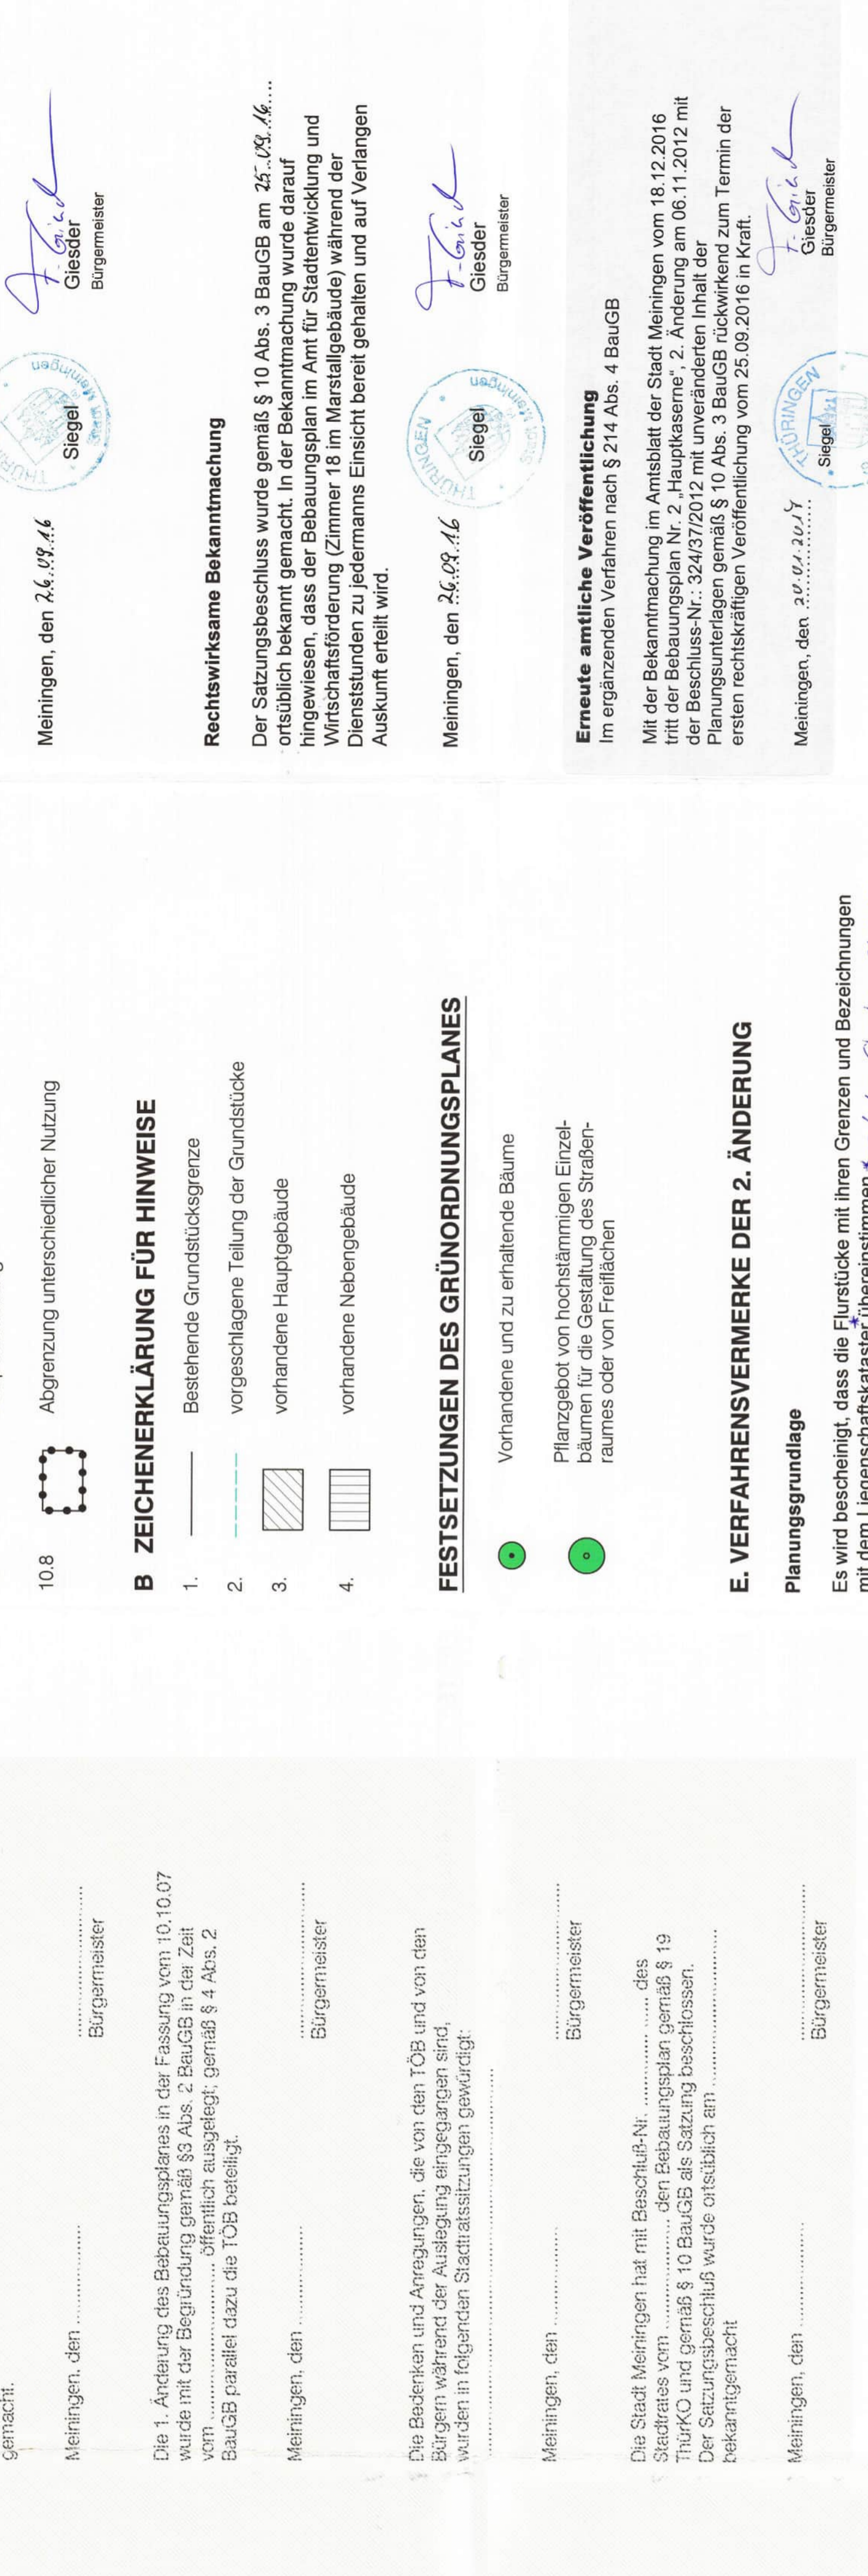 gemacht.
Meiningen, den ................
................
Bürgermeister
Die 1. Änderung des Bebauungsplanes in der Fassung vom 10.10.07
wurde mit der Begründung gemäß §3 Abs. 2 BauGB in der Zeit
vom ................ öffentlich ausgelegt; gemäß § 4 Abs. 2
BauGB parallel dazu die TÖB beteiligt.
Meiningen, den ................
................
Bürgermeister
Die Bedenken und Anregungen, die von den TÖB und von den
Bürgern während der Auslegung eingegangen sind,
wurden in folgenden Stadtratssitzungen gewürdigt:
................
Meiningen, den ................
................
Bürgermeister
Die Stadt Meiningen hat mit Beschluß-Nr. ................ des
Stadtrates vom ................ den Bebauungsplan gemäß § 19
ThürKO und gemäß § 10 BauGB als Satzung beschlossen.
Der Satzungsbeschluß wurde ortsüblich am ................
bekanntgemacht
Meiningen, den ................
................
Bürgermeister
10.8 Abgrenzung unterschiedlicher Nutzung
B ZEICHENERKLÄRUNG FÜR HINWEISE
1. Bestehende Grundstücksgrenze
2. vorgeschlagene Teilung der Grundstücke
3. vorhandene Hauptgebäude
4. vorhandene Nebengebäude
FESTSETZUNGEN DES GRÜNORDNUNGSPLANES
Vorhandene und zu erhaltende Bäume
Pflanzgebot von hochstämmigen Einzel-
bäumen für die Gestaltung des Straßen-
raumes oder von Freiflächen
E. VERFAHRENSVERMERKE DER 2. ÄNDERUNG
Planungsgrundlage
Es wird bescheinigt, dass die Flurstücke mit ihren Grenzen und Bezeichnungen
mit dem Liegenschaftskataster * übereinstimmen
Meiningen, den 26.09.16
Siegel
Giesder
Bürgermeister
Rechtswirksame Bekanntmachung
Der Satzungsbeschluss wurde gemäß § 10 Abs. 3 BauGB am 25.09.16....
ortsüblich bekannt gemacht. In der Bekanntmachung wurde darauf
hingewiesen, dass der Bebauungsplan im Amt für Stadtentwicklung und
Wirtschaftsförderung (Zimmer 18 im Marstallgebäude) während der
Dienststunden zu jedermanns Einsicht bereit gehalten und auf Verlangen
Auskunft erteilt wird.
Meiningen, den 26.09.16
THÜRINGEN
Siegel
Meiningen
Giesder
Bürgermeister
Erneute amtliche Veröffentlichung
Im ergänzenden Verfahren nach § 214 Abs. 4 BauGB
Mit der Bekanntmachung im Amtsblatt der Stadt Meiningen vom 18.12.2016
tritt der Bebauungsplan Nr. 2 „Hauptkaserne“, 2. Änderung am 06.11.2012 mit
der Beschluss-Nr.: 324/37/2012 mit unveränderten Inhalt der
Planungsunterlagen gemäß § 10 Abs. 3 BauGB rückwirkend zum Termin der
ersten rechtskräftigen Veröffentlichung vom 25.09.2016 in Kraft.
Meiningen, den 20.01.2017
THÜRINGEN
Siegel
Giesder
Bürgermeister